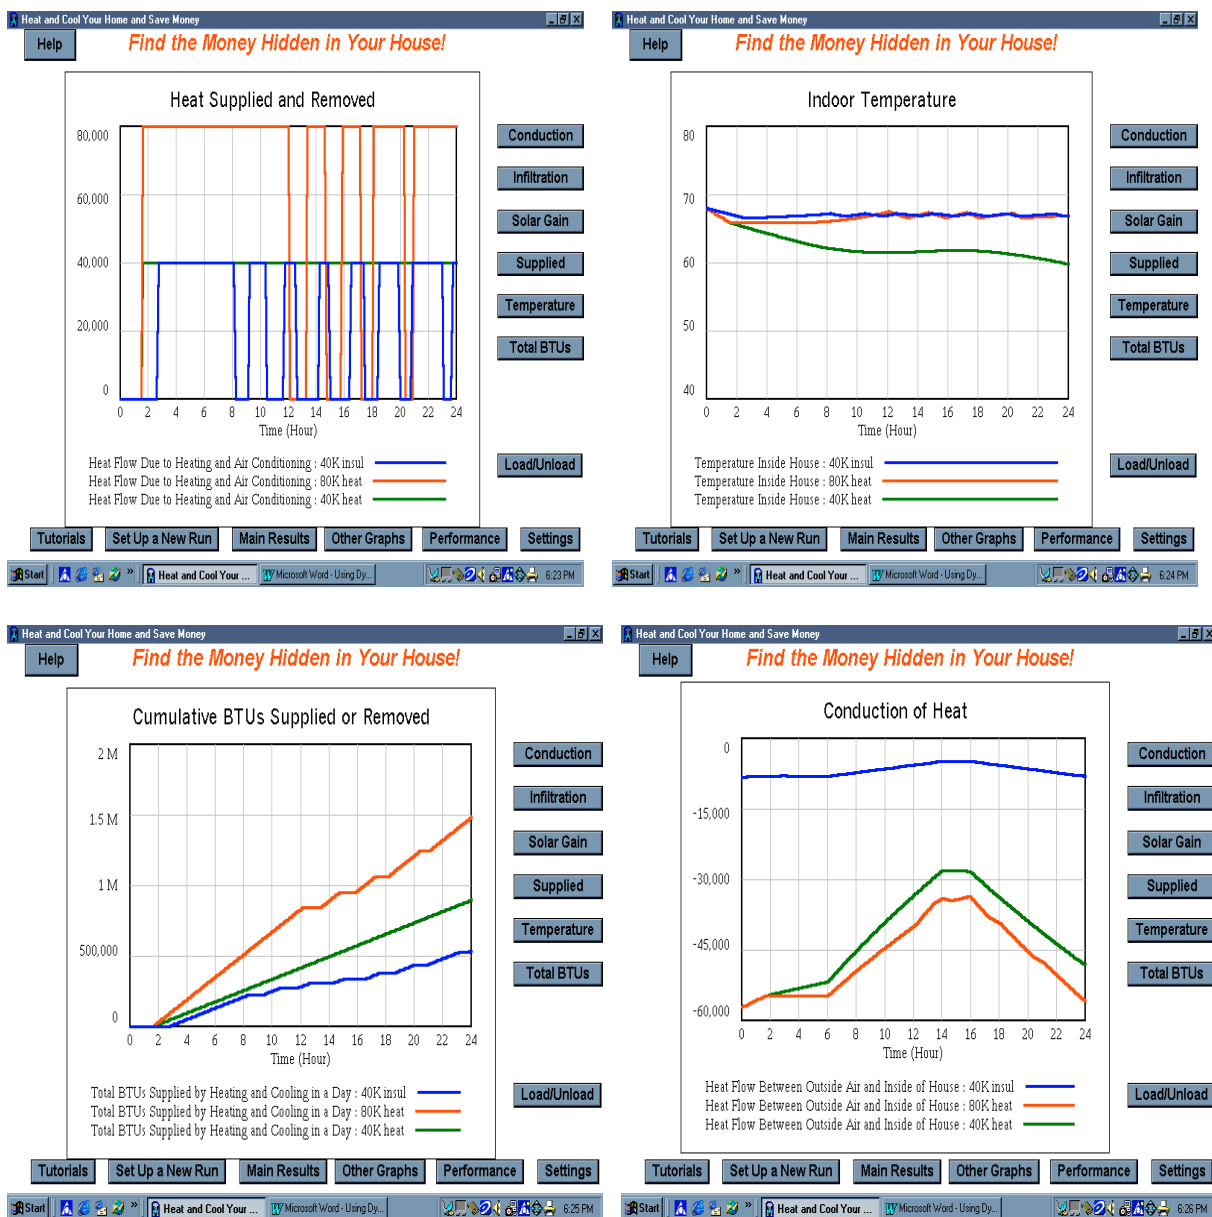 Heat and Cool Your Home and Save Money
Help
Find the Money Hidden in Your House!
Heat Supplied and Removed
80,000
60,000
40,000
20,000
0
0 2 4 6 8 10 12 14 16 18 20 22 24
Time (Hour)
Heat Flow Due to Heating and Air Conditioning : 40K insul
Heat Flow Due to Heating and Air Conditioning : 80K heat
Heat Flow Due to Heating and Air Conditioning : 40K heat
Conduction
Infiltration
Solar Gain
Supplied
Temperature
Total BTUs
Load/Unload
Tutorials Set Up a New Run Main Results Other Graphs Performance Settings
Start » Heat and Cool Your ... Microsoft Word - Using Dy... 6:23 PM
Heat and Cool Your Home and Save Money
Help
Find the Money Hidden in Your House!
Indoor Temperature
80
70
60
50
40
0 2 4 6 8 10 12 14 16 18 20 22 24
Time (Hour)
Temperature Inside House : 40K insul
Temperature Inside House : 80K heat
Temperature Inside House : 40K heat
Conduction
Infiltration
Solar Gain
Supplied
Temperature
Total BTUs
Load/Unload
Tutorials Set Up a New Run Main Results Other Graphs Performance Settings
Start » Heat and Cool Your ... Microsoft Word - Using Dy... 6:24 PM
Heat and Cool Your Home and Save Money
Help
Find the Money Hidden in Your House!
Cumulative BTUs Supplied or Removed
2 M
1.5 M
1 M
500,000
0
0 2 4 6 8 10 12 14 16 18 20 22 24
Time (Hour)
Total BTUs Supplied by Heating and Cooling in a Day : 40K insul
Total BTUs Supplied by Heating and Cooling in a Day : 80K heat
Total BTUs Supplied by Heating and Cooling in a Day : 40K heat
Conduction
Infiltration
Solar Gain
Supplied
Temperature
Total BTUs
Load/Unload
Tutorials Set Up a New Run Main Results Other Graphs Performance Settings
Start » Heat and Cool Your ... Microsoft Word - Using Dy... 6:25 PM
Heat and Cool Your Home and Save Money
Help
Find the Money Hidden in Your House!
Conduction of Heat
0
-15,000
-30,000
-45,000
-60,000
0 2 4 6 8 10 12 14 16 18 20 22 24
Time (Hour)
Heat Flow Between Outside Air and Inside of House : 40K insul
Heat Flow Between Outside Air and Inside of House : 80K heat
Heat Flow Between Outside Air and Inside of House : 40K heat
Conduction
Infiltration
Solar Gain
Supplied
Temperature
Total BTUs
Load/Unload
Tutorials Set Up a New Run Main Results Other Graphs Performance Settings
Start » Heat and Cool Your ... Microsoft Word - Using Dy... 6:26 PM